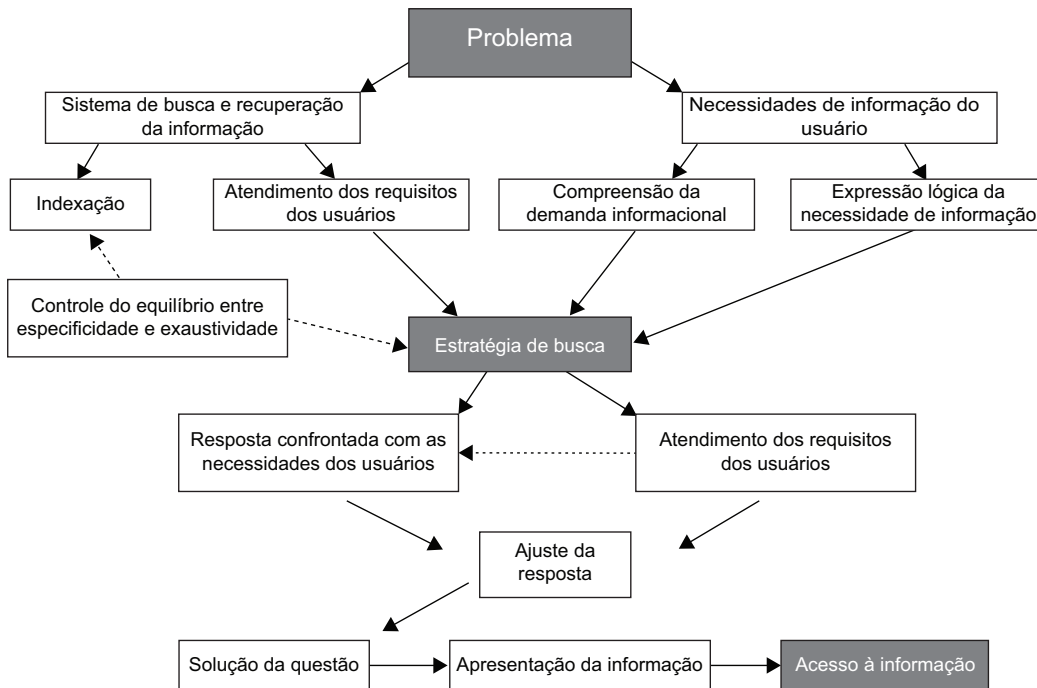 Problema
Sistema de busca e recuperação
da informação
Necessidades de informação do
usuário
Indexação
Atendimento dos requisitos
dos usuários
Compreensão da
demanda informacional
Expressão lógica da
necessidade de informação
Controle do equilíbrio entre
especificidade e exaustividade
Estratégia de busca
Resposta confrontada com as
necessidades dos usuários
Atendimento dos requisitos
dos usuários
Ajuste da
resposta
Solução da questão
Apresentação da informação
Acesso à informação